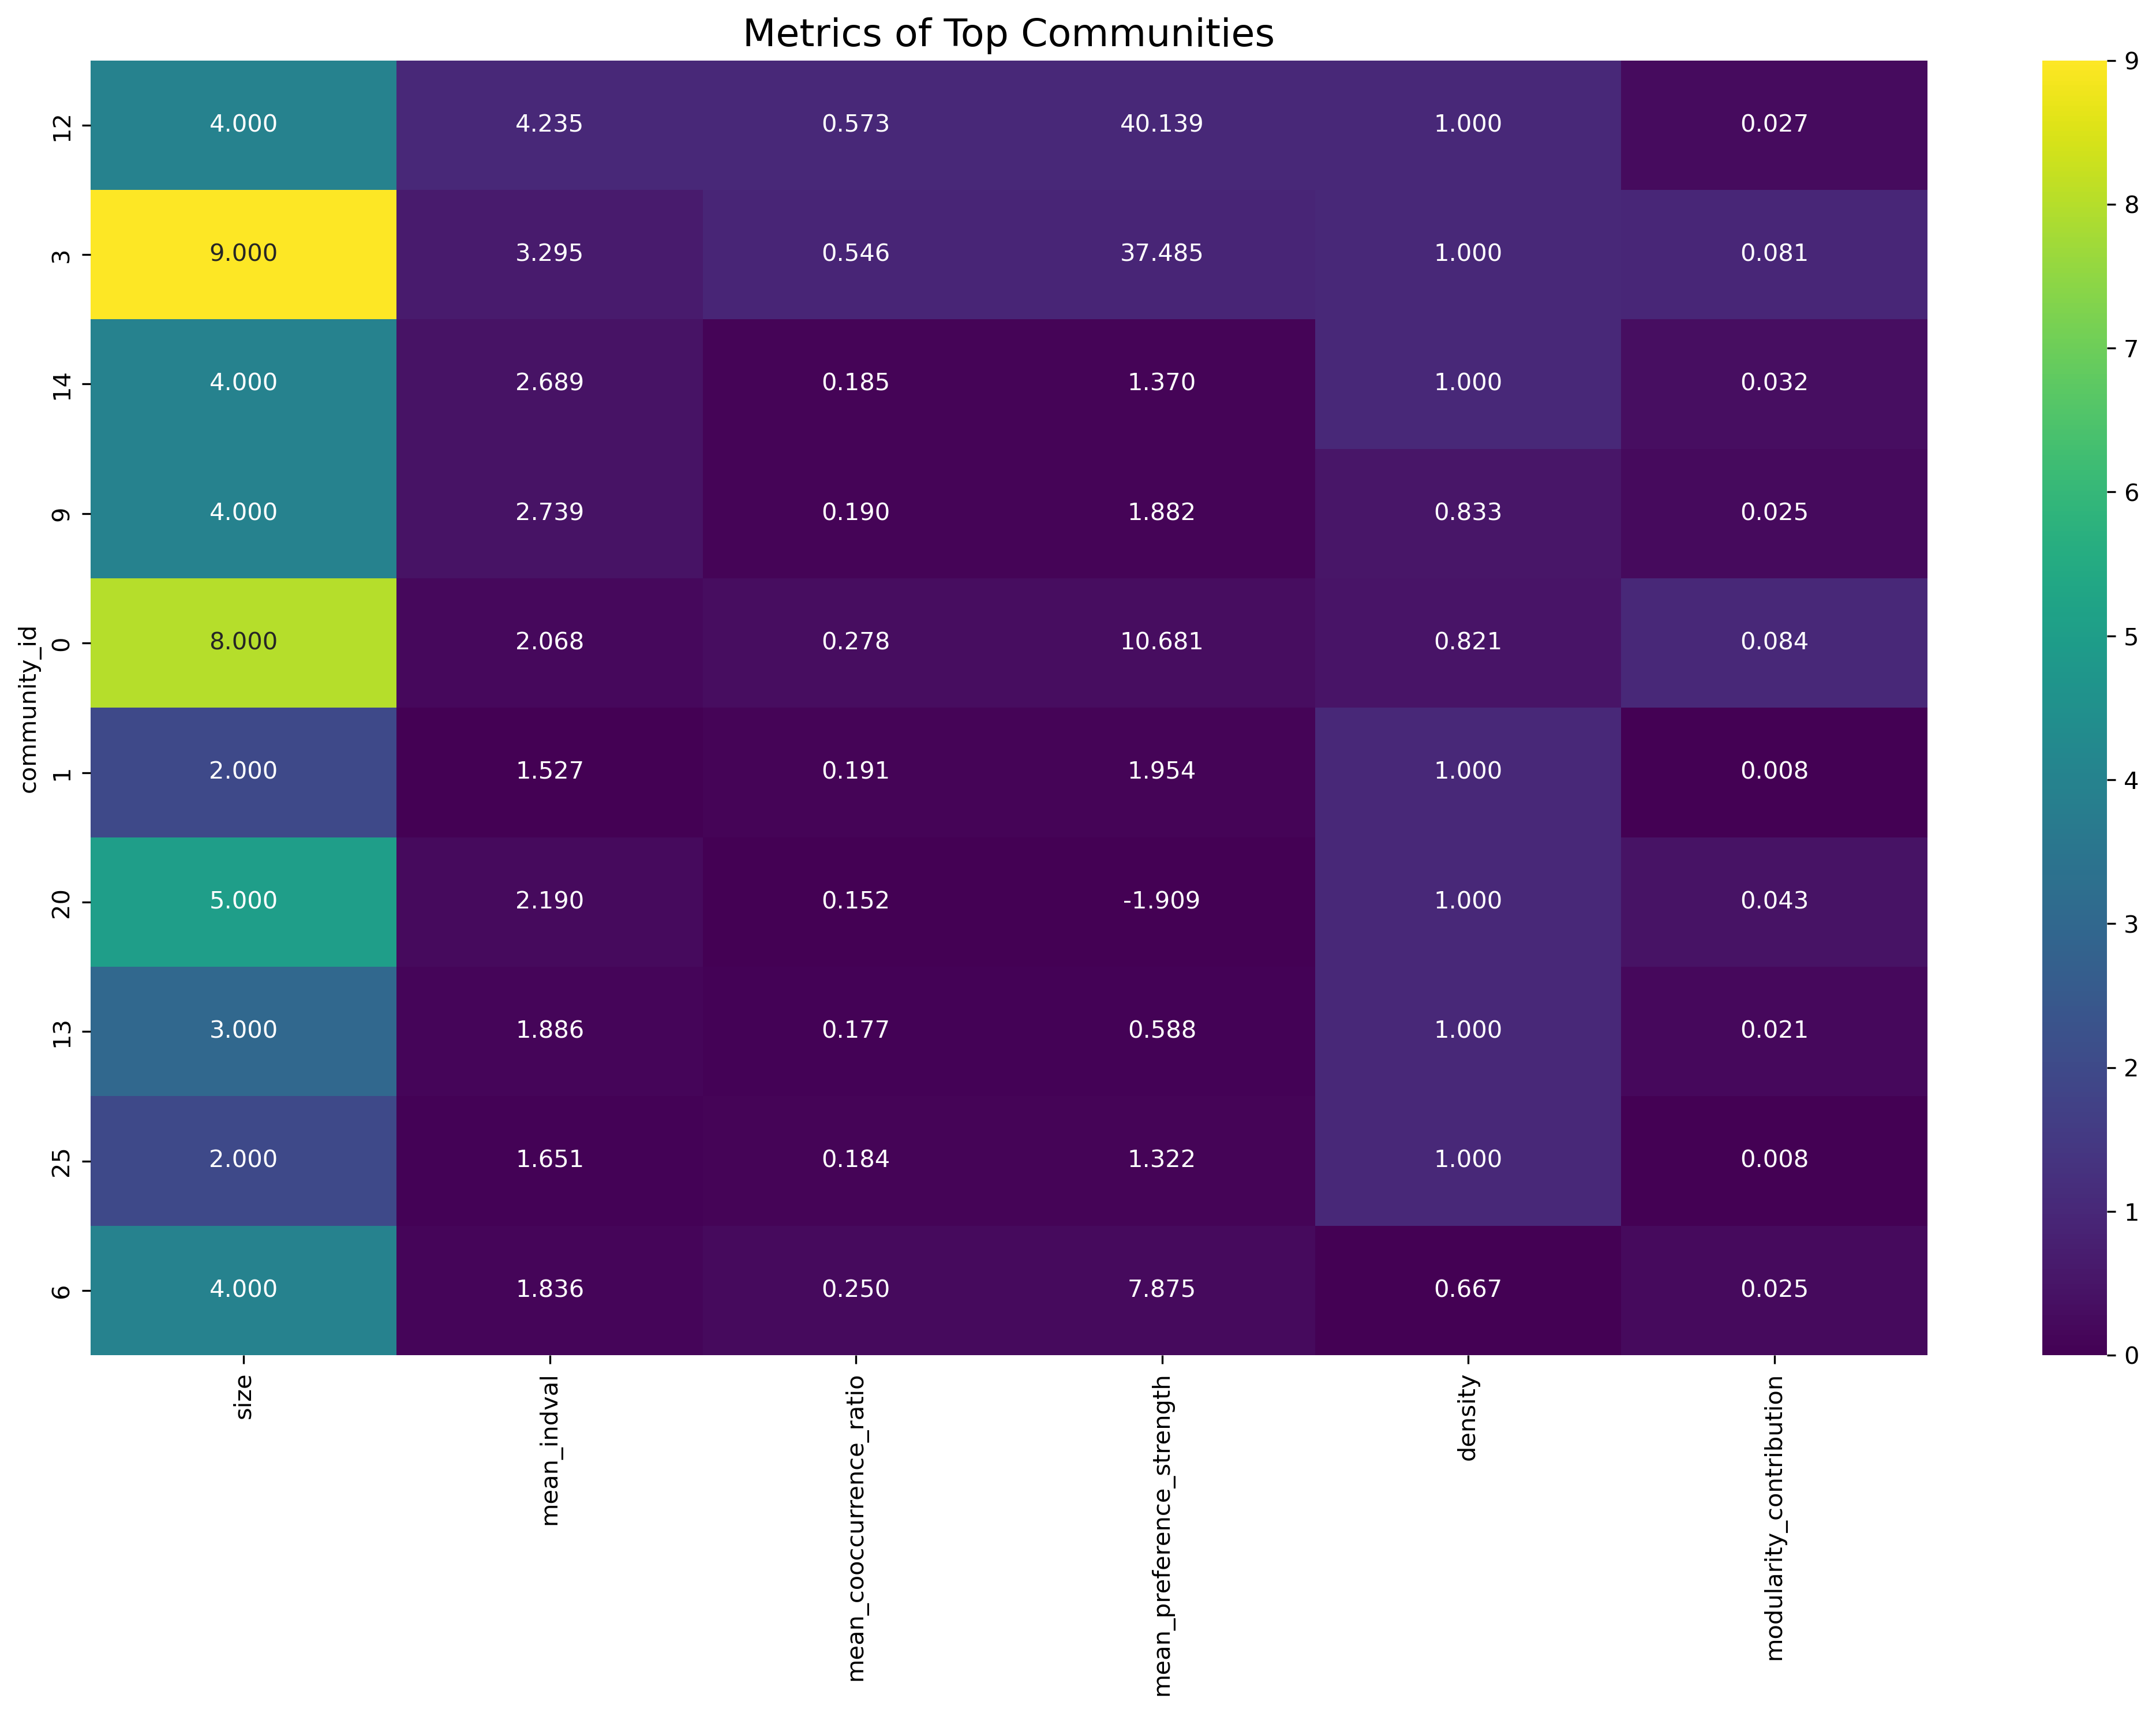 Metrics of Top Communities
community_id
12 4.000 4.235 0.573 40.139 1.000 0.027
3 9.000 3.295 0.546 37.485 1.000 0.081
14 4.000 2.689 0.185 1.370 1.000 0.032
9 4.000 2.739 0.190 1.882 0.833 0.025
0 8.000 2.068 0.278 10.681 0.821 0.084
1 2.000 1.527 0.191 1.954 1.000 0.008
20 5.000 2.190 0.152 -1.909 1.000 0.043
13 3.000 1.886 0.177 0.588 1.000 0.021
25 2.000 1.651 0.184 1.322 1.000 0.008
6 4.000 1.836 0.250 7.875 0.667 0.025
size
mean_indval
mean_cooccurrence_ratio
mean_preference_strength
density
modularity_contribution
9
8
7
6
5
4
3
2
1
0